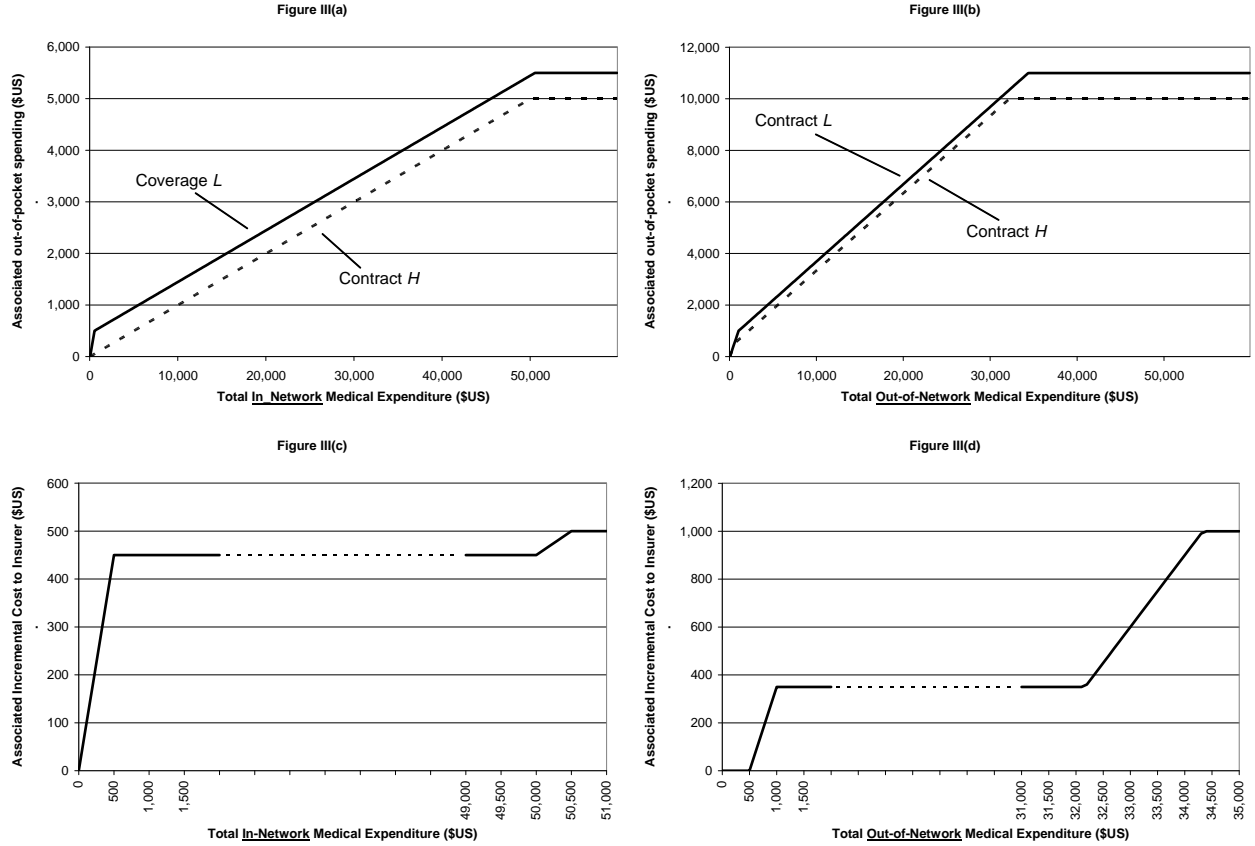 Figure III(a)
Associated out-of-pocket spending ($US)
6,000
5,000
4,000
3,000
2,000
1,000
0
Coverage L
Contract H
0 10,000 20,000 30,000 40,000 50,000
Total In_Network Medical Expenditure ($US)
Figure III(b)
Associated out-of-pocket spending ($US)
12,000
10,000
8,000
6,000
4,000
2,000
0
Contract L
Contract H
0 10,000 20,000 30,000 40,000 50,000
Total Out-of-Network Medical Expenditure ($US)
Figure III(c)
Associated Incremental Cost to Insurer ($US)
600
500
400
300
200
100
0
0 500 1,000 1,500 49,000 49,500 50,000 50,500 51,000
Total In-Network Medical Expenditure ($US)
Figure III(d)
Associated Incremental Cost to Insurer ($US)
1,200
1,000
800
600
400
200
0
0 500 1,000 1,500 31,000 31,500 32,000 32,500 33,000 33,500 34,000 34,500 35,000
Total Out-of-Network Medical Expenditure ($US)